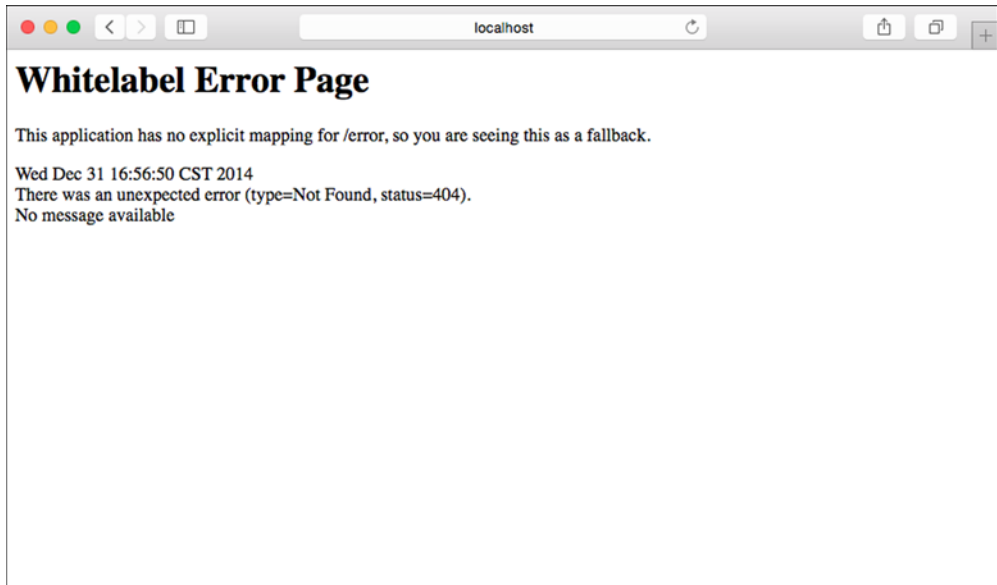 localhost
Whitelabel Error Page
This application has no explicit mapping for /error, so you are seeing this as a fallback.
Wed Dec 31 16:56:50 CST 2014
There was an unexpected error (type=Not Found, status=404).
No message available